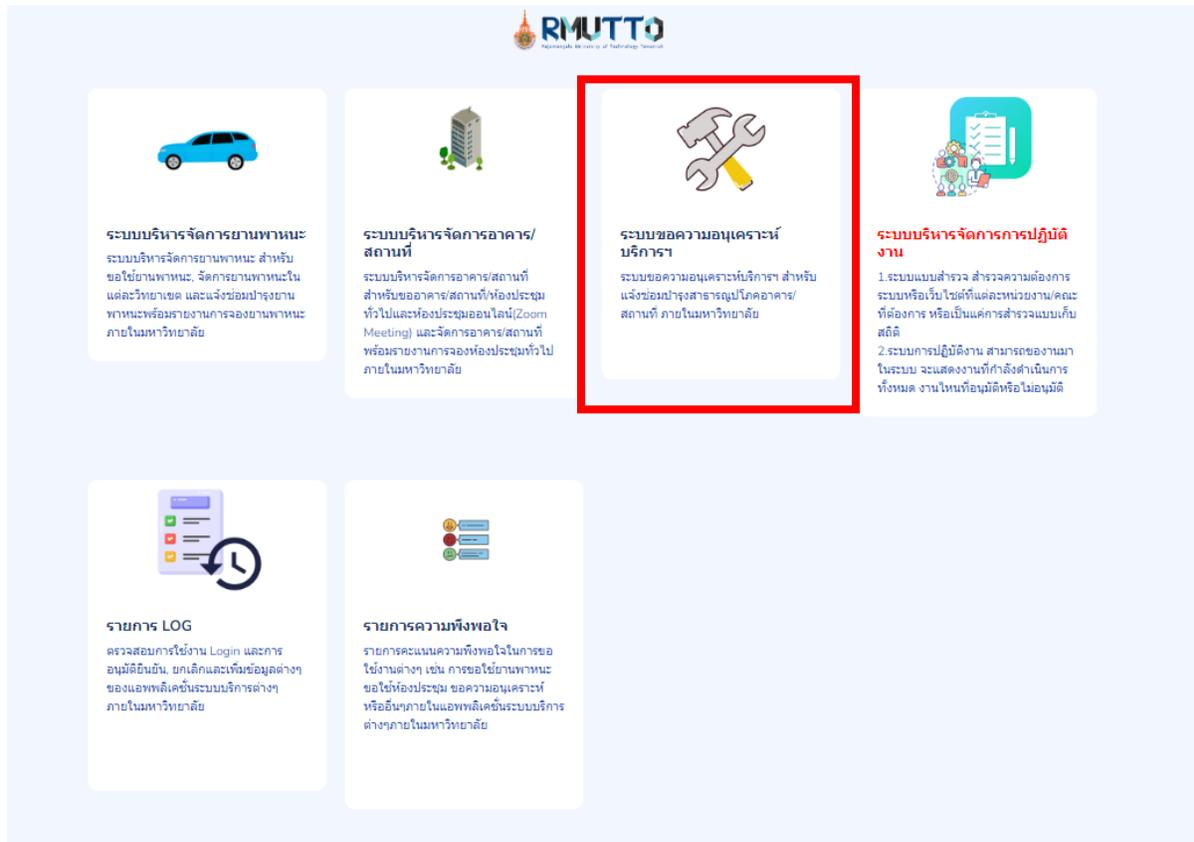 RMUTTO
Rajamangala University of Technology Tawan-ok
ระบบบริหารจัดการยานพาหนะ
ระบบบริหารจัดการยานพาหนะ สำหรับ
ขอใช้ยานพาหนะ, จัดการยานพาหนะใน
แต่ละวิทยาเขต และแจ้งซ่อมบำรุงยาน
พาหนะพร้อมรายงานการจองยานพาหนะ
ภายในมหาวิทยาลัย
ระบบบริหารจัดการอาคาร/
สถานที่
ระบบบริหารจัดการอาคาร/สถานที่
สำหรับขออาคาร/สถานที่/ห้องประชุม
ทั่วไปและห้องประชุมออนไลน์(Zoom
Meeting) และจัดการอาคาร/สถานที่
พร้อมรายงานการจองห้องประชุมทั่วไป
ภายในมหาวิทยาลัย
ระบบขอความอนุเคราะห์
บริการฯ
ระบบขอความอนุเคราะห์บริการฯ สำหรับ
แจ้งซ่อมบำรุงสาธารณูปโภคอาคาร/
สถานที่ ภายในมหาวิทยาลัย
ระบบบริหารจัดการการปฏิบัติ
งาน
1.ระบบแบบสำรวจ สำรวจความต้องการ
ระบบหรือเว็บไซต์ที่แต่ละหน่วยงาน/คณะ
ที่ต้องการ หรือเป็นแค่การสำรวจแบบเก็บ
สถิติ
2.ระบบการปฏิบัติงาน สามารถของานมา
ในระบบ จะแสดงงานที่กำลังดำเนินการ
ทั้งหมด งานไหนที่อนุมัติหรือไม่อนุมัติ
รายการ LOG
ตรวจสอบการใช้งาน Login และการ
อนุมัติยืนยัน, ยกเลิกและเพิ่มข้อมูลต่างๆ
ของแอพพลิเคชั่นระบบบริการต่างๆ
ภายในมหาวิทยาลัย
รายการความพึงพอใจ
รายการคะแนนความพึงพอใจในการขอ
ใช้งานต่างๆ เช่น การขอใช้ยานพาหนะ
ขอใช้ห้องประชุม ขอความอนุเคราะห์
หรืออื่นๆภายในแอพพลิเคชั่นระบบบริการ
ต่างๆภายในมหาวิทยาลัย